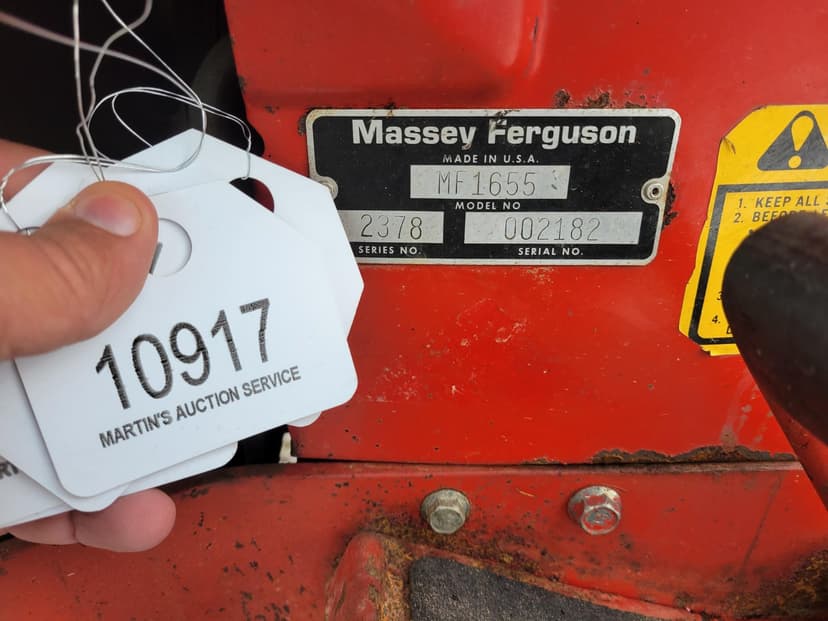 Massey Ferguson
MADE IN U.S.A.
MF1655
MODEL NO
2378 002182
SERIES NO. SERIAL NO.
10917
MARTIN'S AUCTION SERVICE
1. KEEP ALL
2.
4.